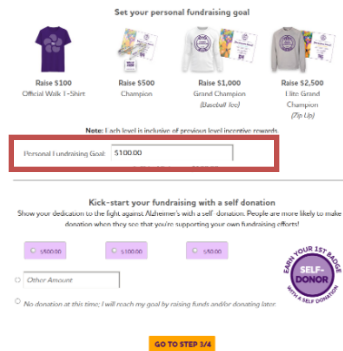 Set your personal fundraising goal
Raise $100 Raise $500 Raise $1,000 Raise $2,500
Official Walk T-Shirt Champion Grand Champion Elite Grand
(Baseball Tee) Champion
(Zip Up)
Note: Each level is inclusive of previous level incentive rewards.
Personal Fundraising Goal: $100.00
Kick-start your fundraising with a self donation
Show your dedication to the fight against Alzheimer's with a self-donation. People are more likely to make
donation when they see that you're supporting your own fundraising efforts!
$500.00 $100.00 $50.00
Other Amount
No donation at this time; I will reach my goal by raising funds and/or donating later.
EARN YOUR 1ST BADGE
SELF-
DONOR
WITH A SELF DONATION
GO TO STEP 3/4